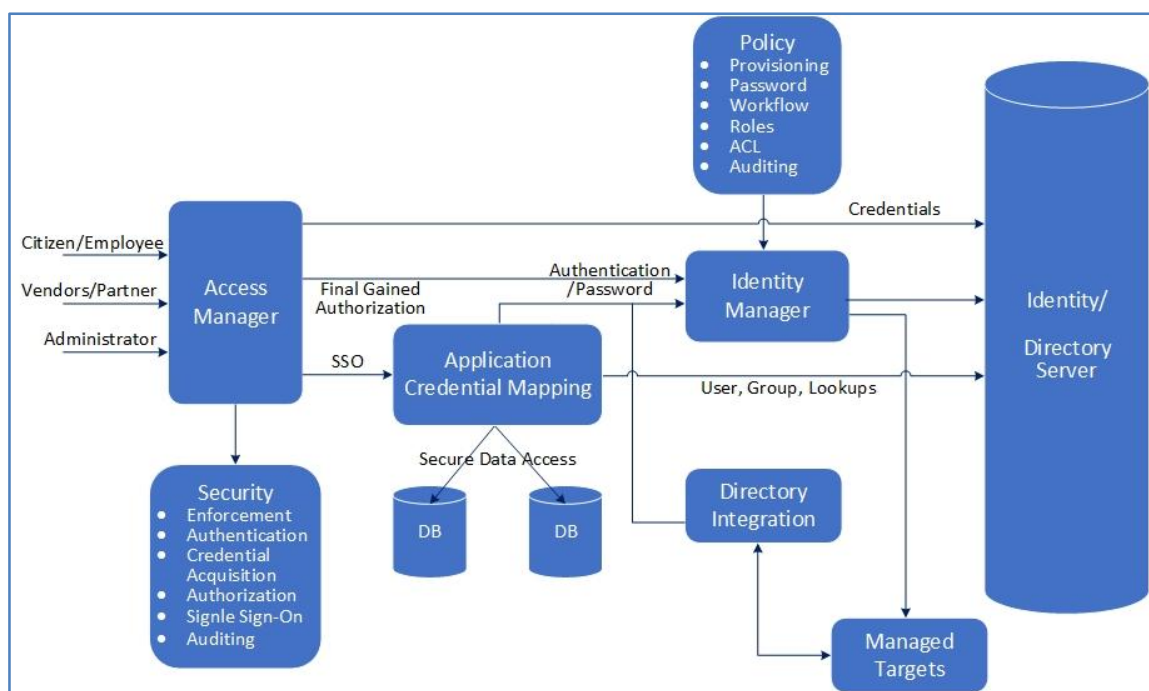 Policy
Provisioning
Password
Workflow
Roles
ACL
Auditing
Credentials
Citizen/Employee
Vendors/Partner
Administrator
Access
Manager
Final Gained
Authorization
Authentication
/Password
Identity
Manager
Identity/
Directory
Server
SSO
Application
Credential Mapping
User, Group, Lookups
Secure Data Access
DB
DB
Directory
Integration
Security
Enforcement
Authentication
Credential
Acquisition
Authorization
Signle Sign-On
Auditing
Managed
Targets